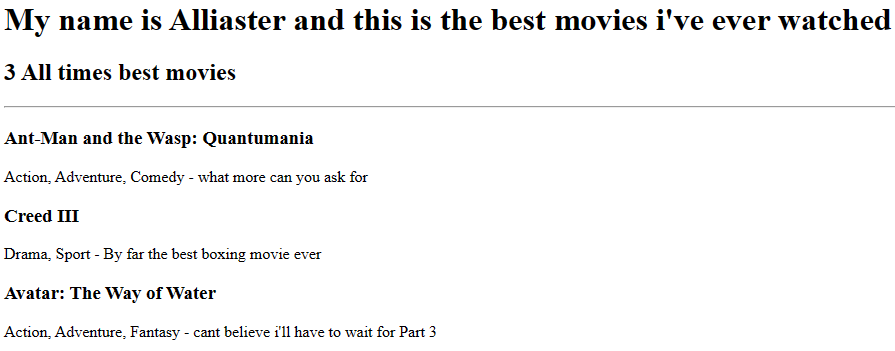 My name is Alliaster and this is the best movies i've ever watched
3 All times best movies
Ant-Man and the Wasp: Quantumania
Action, Adventure, Comedy - what more can you ask for
Creed III
Drama, Sport - By far the best boxing movie ever
Avatar: The Way of Water
Action, Adventure, Fantasy - cant believe i'll have to wait for Part 3